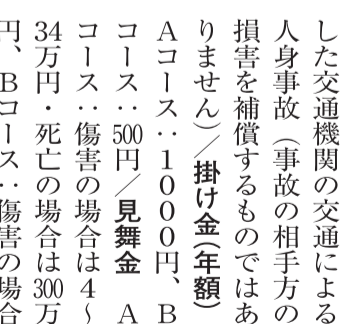 した交通機関の交通による
人身事故（事故の相手方の
損害を補償するものではあ
りません）／掛け金（年額）
Aコース：1000円、B
コース：500円／見舞金　A
コース：傷害の場合は4〜
34万円・死亡の場合は300万
円、Bコース：傷害の場合